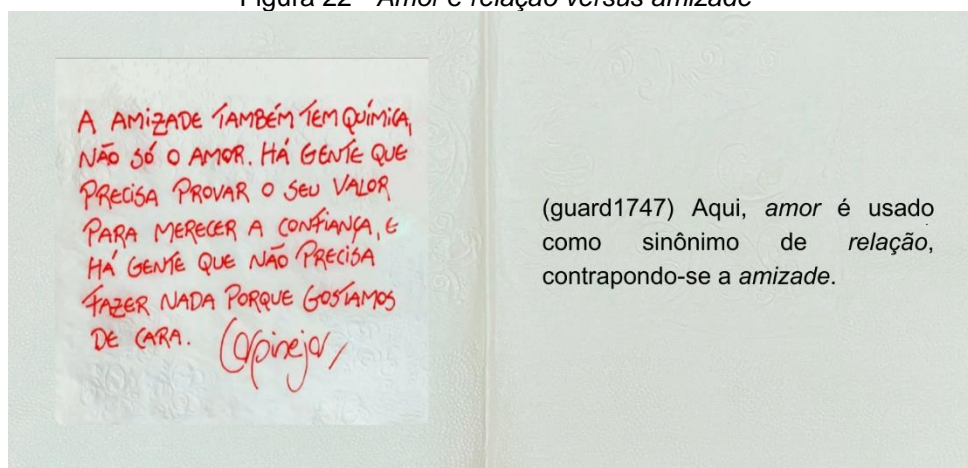 Figura 22 - Amor e relação versus amizade
A AMIZADE TAMBÉM TEM QUÍMICA,
NÃO SÓ O AMOR. HÁ GENTE QUE
PRECISA PROVAR O SEU VALOR
PARA MERECER A CONFIANÇA, E
HÁ GENTE QUE NÃO PRECISA
FAZER NADA PORQUE GOSTAMOS
DE CARA. Carpinejar
(guard1747) Aqui, amor é usado
como sinônimo de relação,
contrapondo-se a amizade.